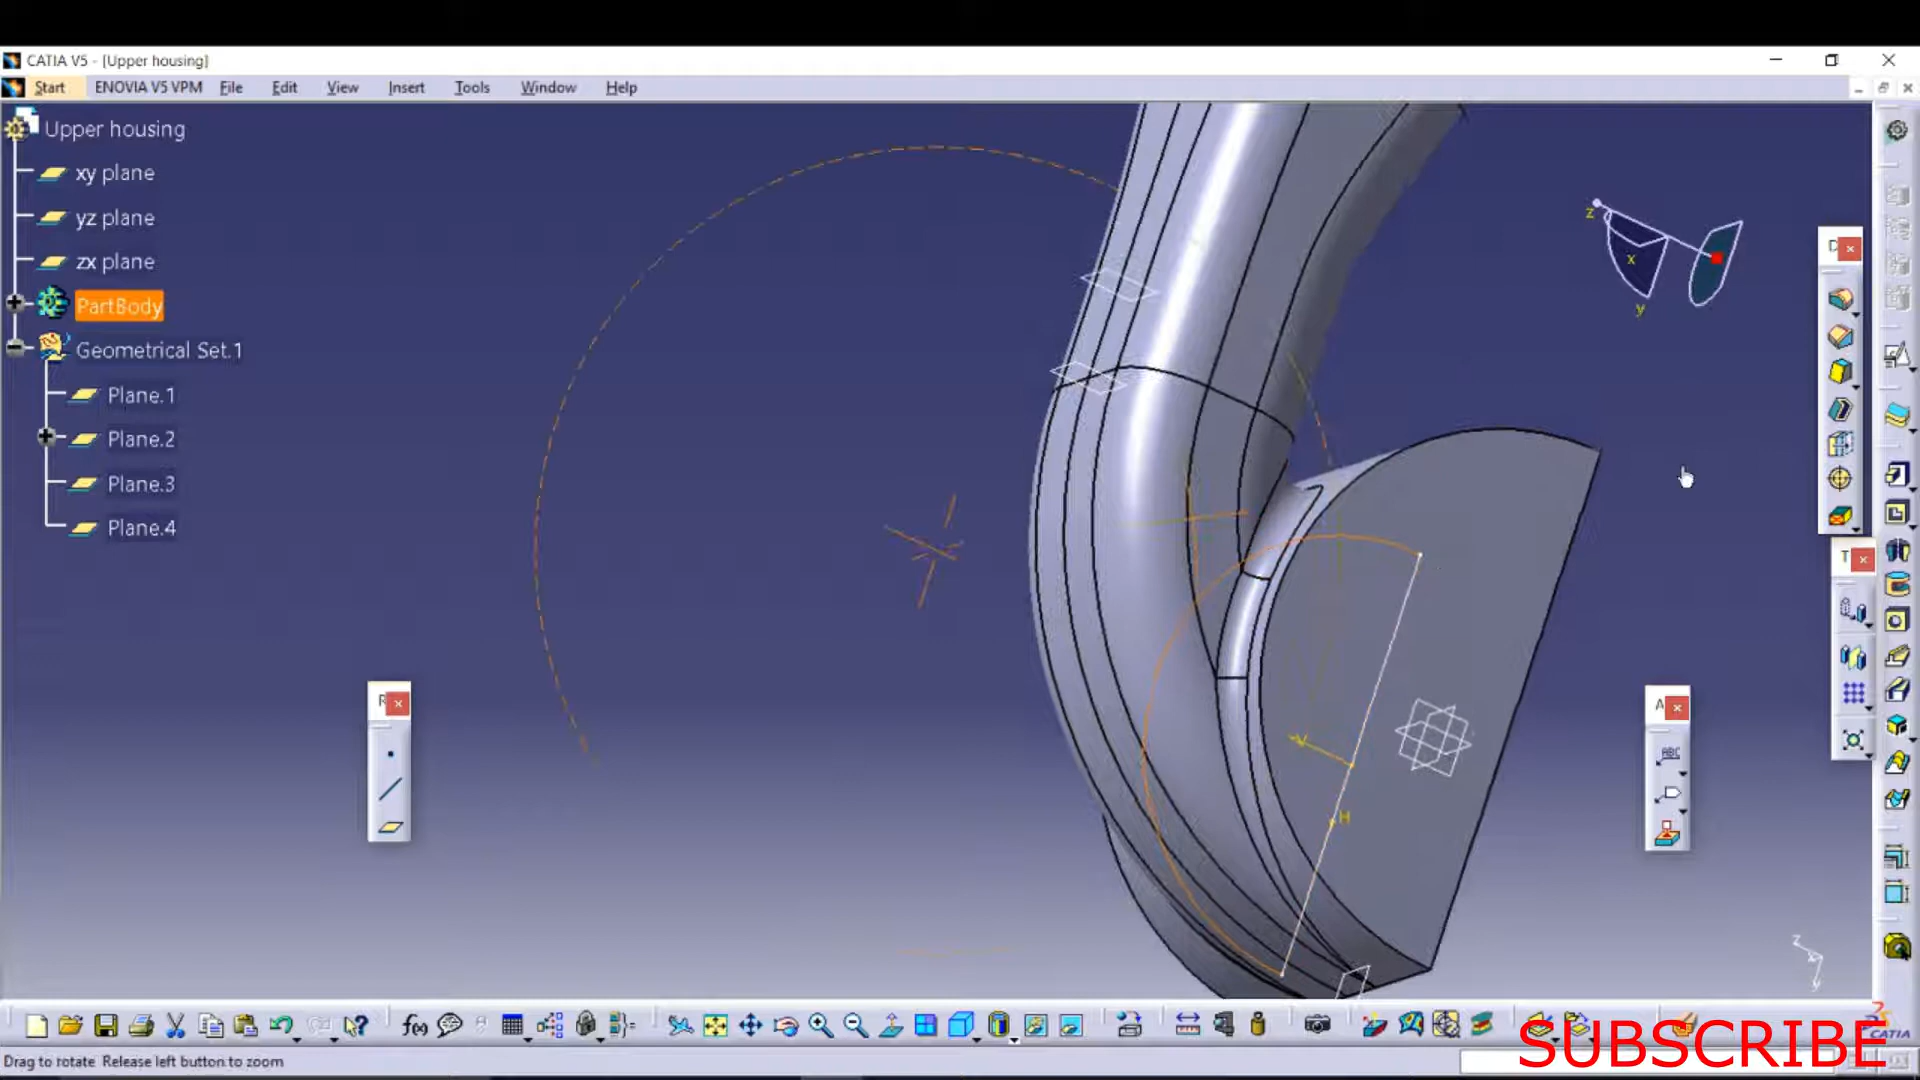 CATIA V5 - [Upper housing]
Start ENOVIA V5 VPM File Edit View Insert Tools Window Help
Upper housing
xy plane
yz plane
zx plane
PartBody
Geometrical Set.1
Plane.1
Plane.2
Plane.3
Plane.4
z
x
y
D
T
R
A
ABC
V
H
z
x
y
f(x)
CATIA
SUBSCRIBE
Drag to rotate Release left button to zoom